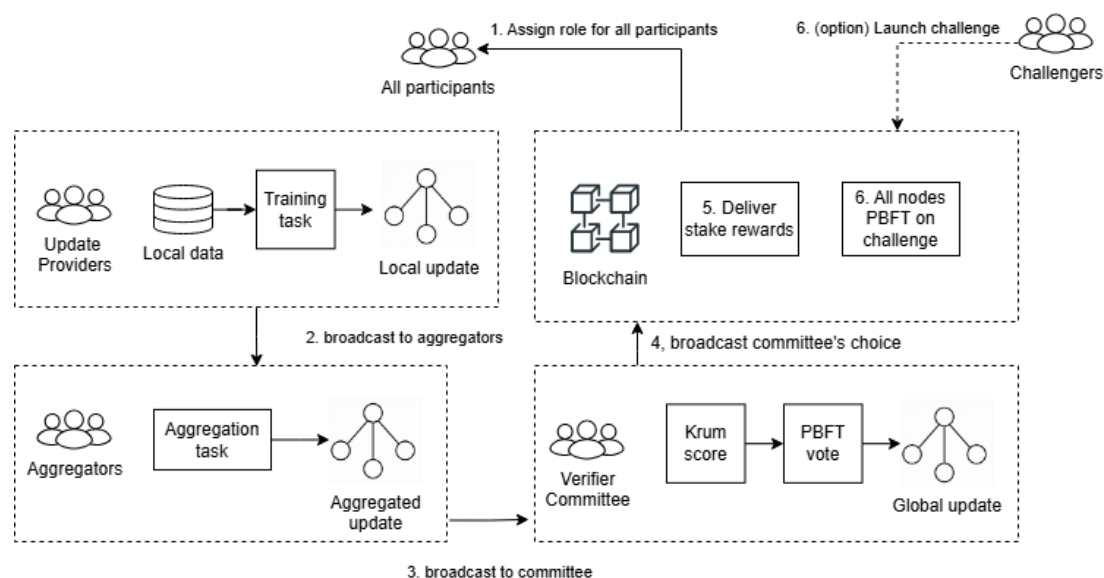 1. Assign role for all participants
6. (option) Launch challenge
All participants
Challengers
Update
Providers
Local data
Training
task
Local update
Blockchain
5. Deliver
stake rewards
6. All nodes
PBFT on
challenge
2. broadcast to aggregators
4, broadcast committee's choice
Aggregators
Aggregation
task
Aggregated
update
Verifier
Committee
Krum
score
PBFT
vote
Global update
3. broadcast to committee